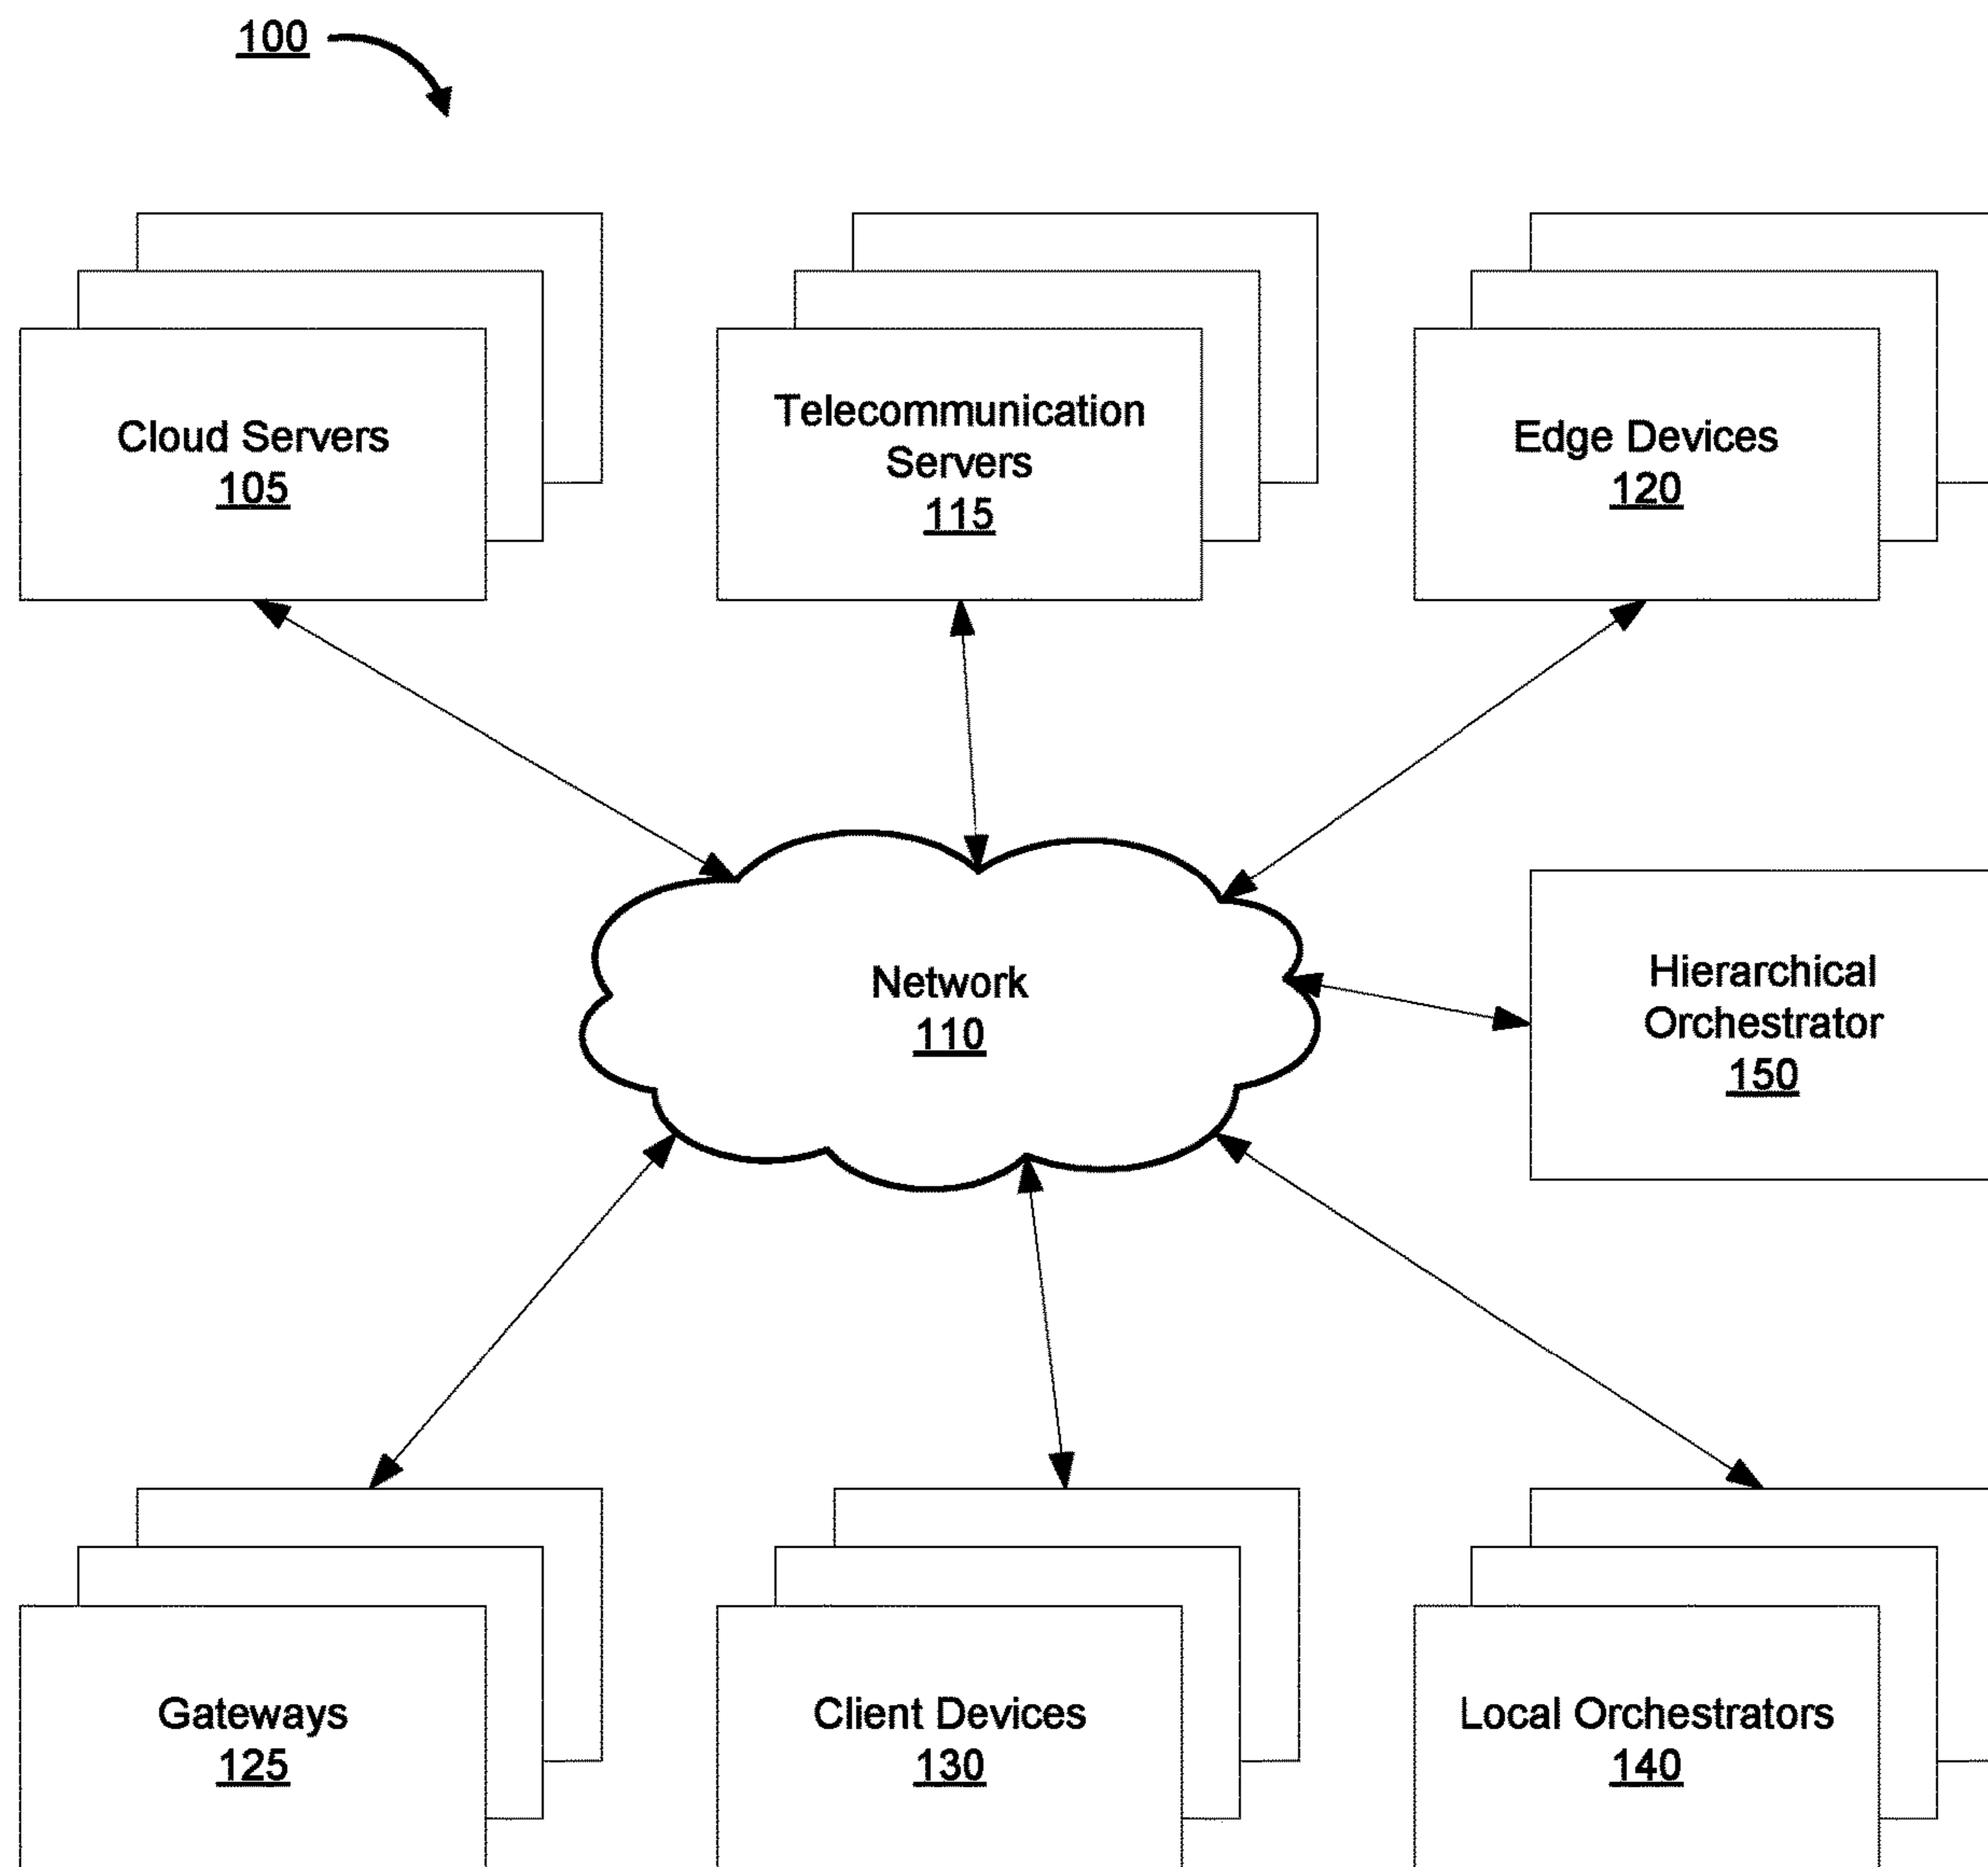 100
Cloud Servers
105
Telecommunication
Servers
115
Edge Devices
120
Network
110
Hierarchical
Orchestrator
150
Gateways
125
Client Devices
130
Local Orchestrators
140